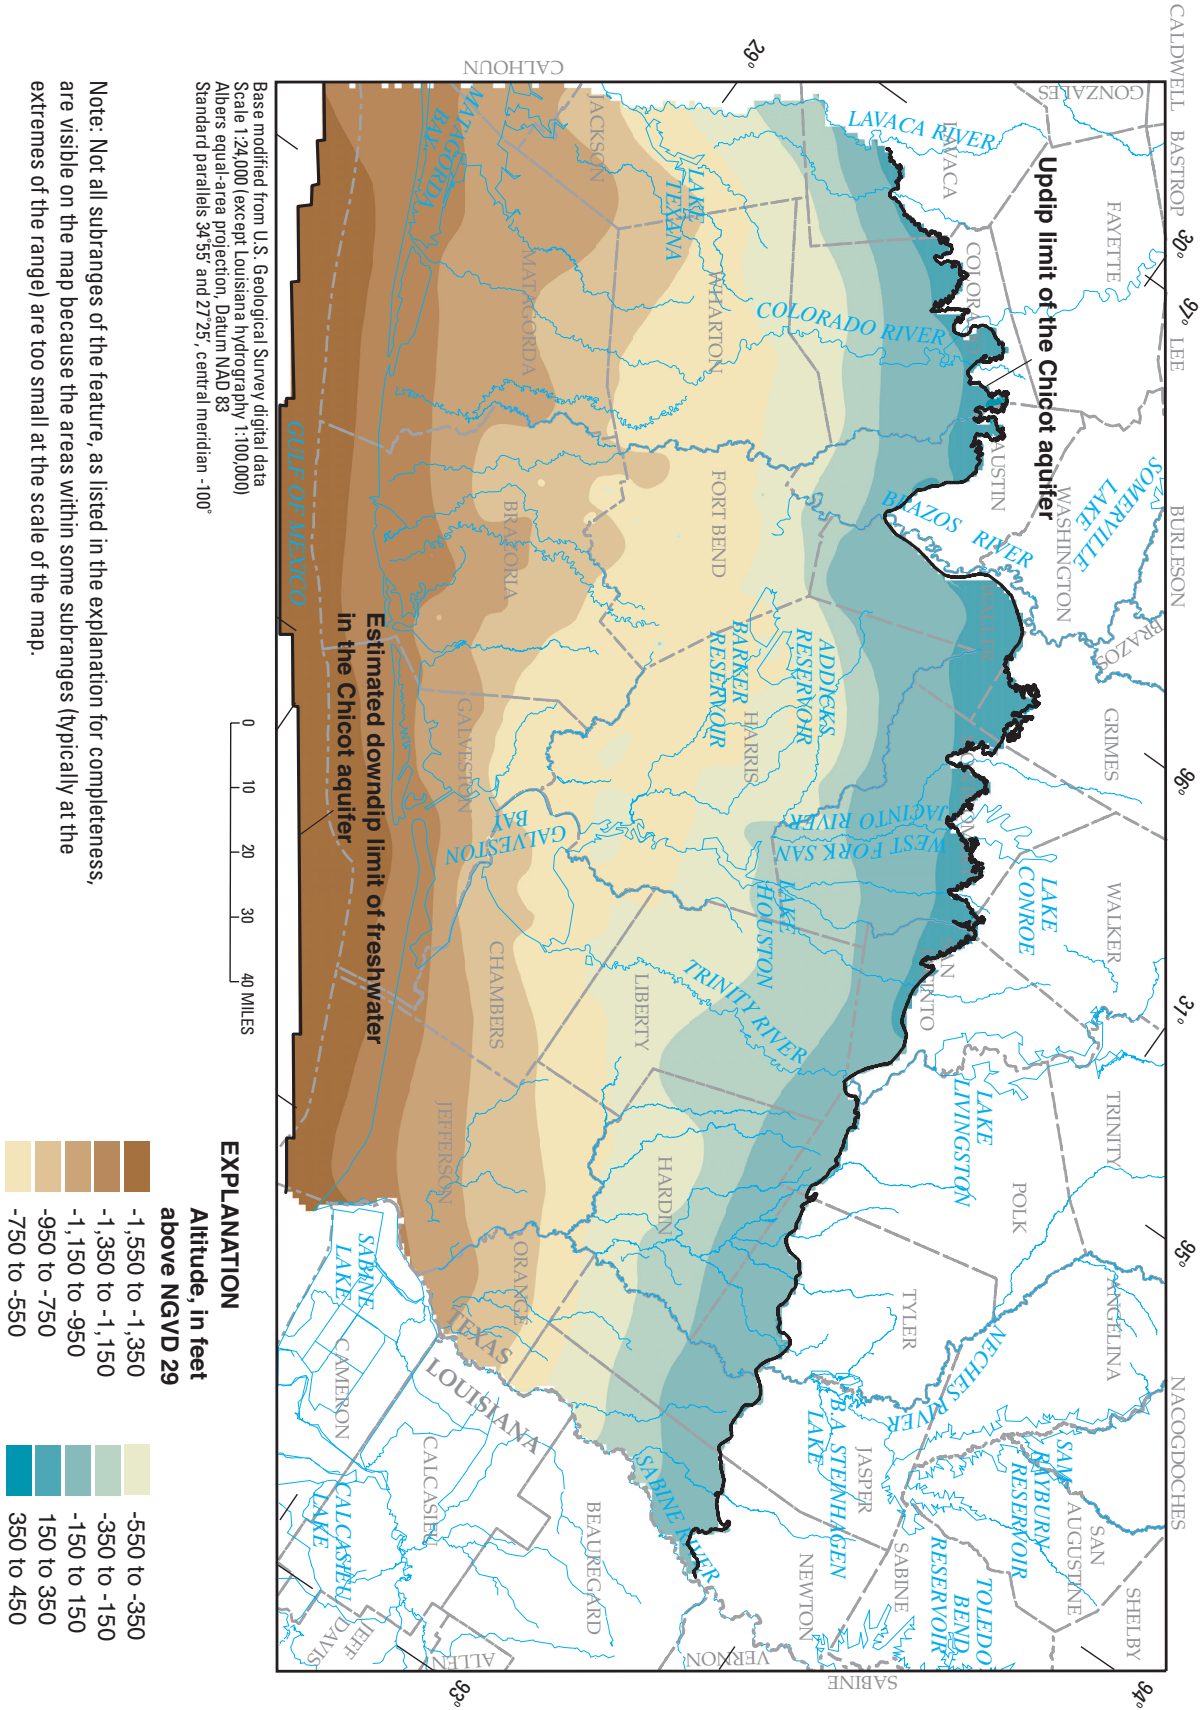 CALDWELL
BASTROP
LEE
BURLESON
NACOGDOCHES
30°
97°
96°
31°
95°
94°
GONZALES
FAYETTE
WASHINGTON
BRAZOS
GRIMES
WALKER
TRINITY
ANGELINA
SAN
AUGUSTINE
SHELBY
SOMERVILLE
LAKE
Updip limit of the Chicot aquifer
LAKE
CONROE
POLK
SAM
RAYBURN
RESERVOIR
LAVACA
LAVACA RIVER
AUSTIN
BRAZOS RIVER
LAKE
LIVINGSTON
TYLER
NECHES RIVER
JASPER
SABINE
TOLEDO
BEND
RESERVOIR
COLORADO RIVER
WEST FORK SAN
JACINTO RIVER
B.A. STEINHAGEN
LAKE
NEWTON
SABINE
29°
WHARTON
FORT BEND
ADDICKS
RESERVOIR
BARKER
RESERVOIR
HARRIS
LAKE
HOUSTON
TRINITY RIVER
LIBERTY
HARDIN
VERNON
LAKE
TEXANA
JACKSON
CALHOUN
MATAGORDA
BRAZORIA
GALVESTON
GALVESTON
BAY
CHAMBERS
JEFFERSON
ORANGE
TEXAS
LOUISIANA
SABINE RIVER
BEAUREGARD
CALCASIEU
ALLEN
93°
MATAGORDA
BAY
GULF OF MEXICO
Estimated downdip limit of freshwater
in the Chicot aquifer
SABINE
LAKE
CAMERON
CALCASIEU
LAKE
JEFF
DAVIS
Base modified from U.S. Geological Survey digital data
Scale 1:24,000 (except Louisiana hydrography 1:100,000)
Albers equal-area projection, Datum NAD 83
Standard parallels 34°55' and 27°25', central meridian -100°
0 10 20 30 40 MILES
Note: Not all subranges of the feature, as listed in the explanation for completeness,
are visible on the map because the areas within some subranges (typically at the
extremes of the range) are too small at the scale of the map.
EXPLANATION
Altitude, in feet
above NGVD 29
-1,550 to -1,350
-1,350 to -1,150
-1,150 to -950
-950 to -750
-750 to -550
-550 to -350
-350 to -150
-150 to 150
150 to 350
350 to 450